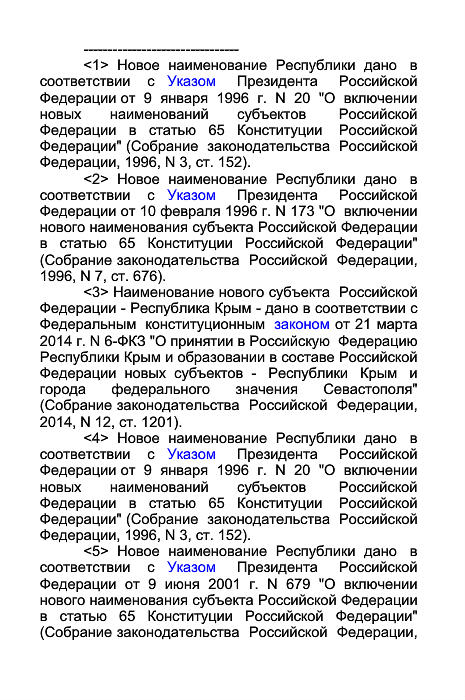 --------------------------------
<1> Новое наименование Республики дано в
соответствии с Указом Президента Российской
Федерации от 9 января 1996 г. N 20 "О включении
новых наименований субъектов Российской
Федерации в статью 65 Конституции Российской
Федерации" (Собрание законодательства Российской
Федерации, 1996, N 3, ст. 152).
<2> Новое наименование Республики дано в
соответствии с Указом Президента Российской
Федерации от 10 февраля 1996 г. N 173 "О включении
нового наименования субъекта Российской Федерации
в статью 65 Конституции Российской Федерации"
(Собрание законодательства Российской Федерации,
1996, N 7, ст. 676).
<3> Наименование нового субъекта Российской
Федерации - Республика Крым - дано в соответствии с
Федеральным конституционным законом от 21 марта
2014 г. N 6-ФКЗ "О принятии в Российскую Федерацию
Республики Крым и образовании в составе Российской
Федерации новых субъектов - Республики Крым и
города федерального значения Севастополя"
(Собрание законодательства Российской Федерации,
2014, N 12, ст. 1201).
<4> Новое наименование Республики дано в
соответствии с Указом Президента Российской
Федерации от 9 января 1996 г. N 20 "О включении
новых наименований субъектов Российской
Федерации в статью 65 Конституции Российской
Федерации" (Собрание законодательства Российской
Федерации, 1996, N 3, ст. 152).
<5> Новое наименование Республики дано в
соответствии с Указом Президента Российской
Федерации от 9 июня 2001 г. N 679 "О включении
нового наименования субъекта Российской Федерации
в статью 65 Конституции Российской Федерации"
(Собрание законодательства Российской Федерации,